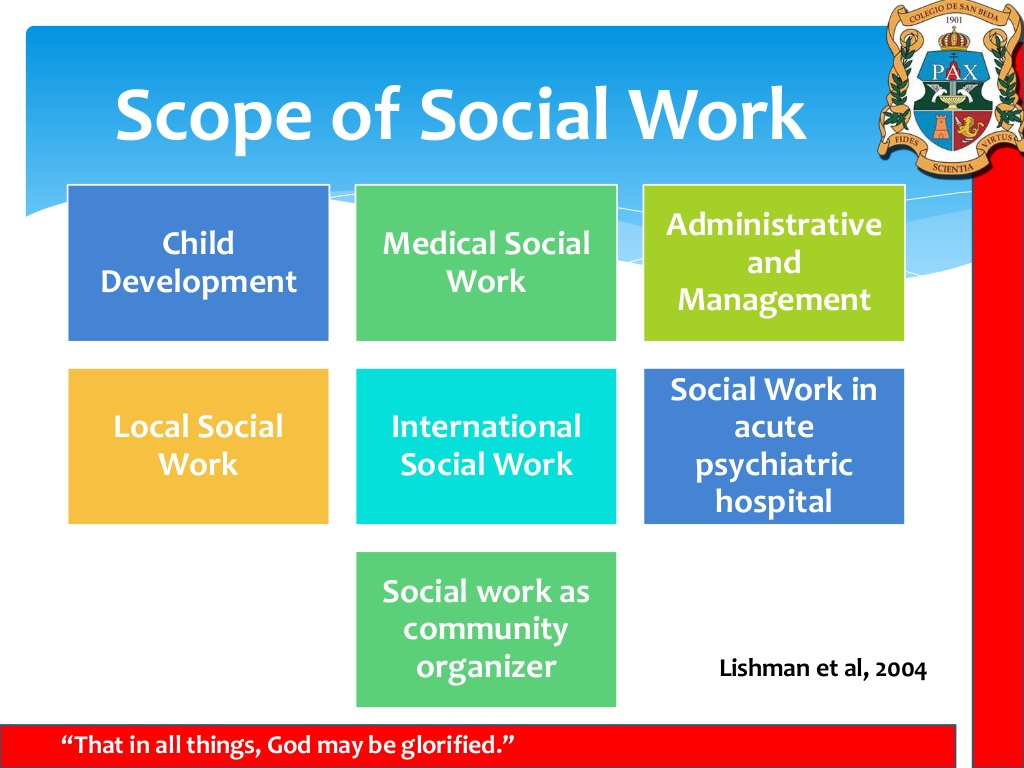 COLEGIO DE SAN BEDA
1901
PAX
FIDES
VIRTUS
SCIENTIA
Scope of Social Work
Child
Development
Medical Social
Work
Administrative
and
Management
Local Social
Work
International
Social Work
Social Work in
acute
psychiatric
hospital
Social work as
community
organizer
Lishman et al, 2004
“That in all things, God may be glorified.”